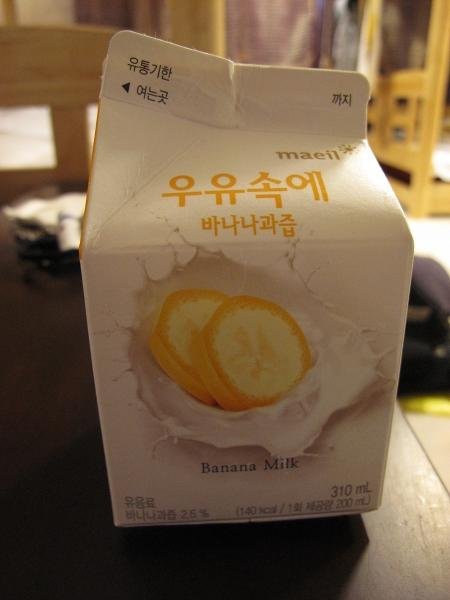 유통기한
◀ 여는곳
까지
maeil
우유속에
바나나과즙
Banana Milk
310 mL
유음료
바나나과즙 2.5 %
(140 kcal / 1회 제공량 200 mL)